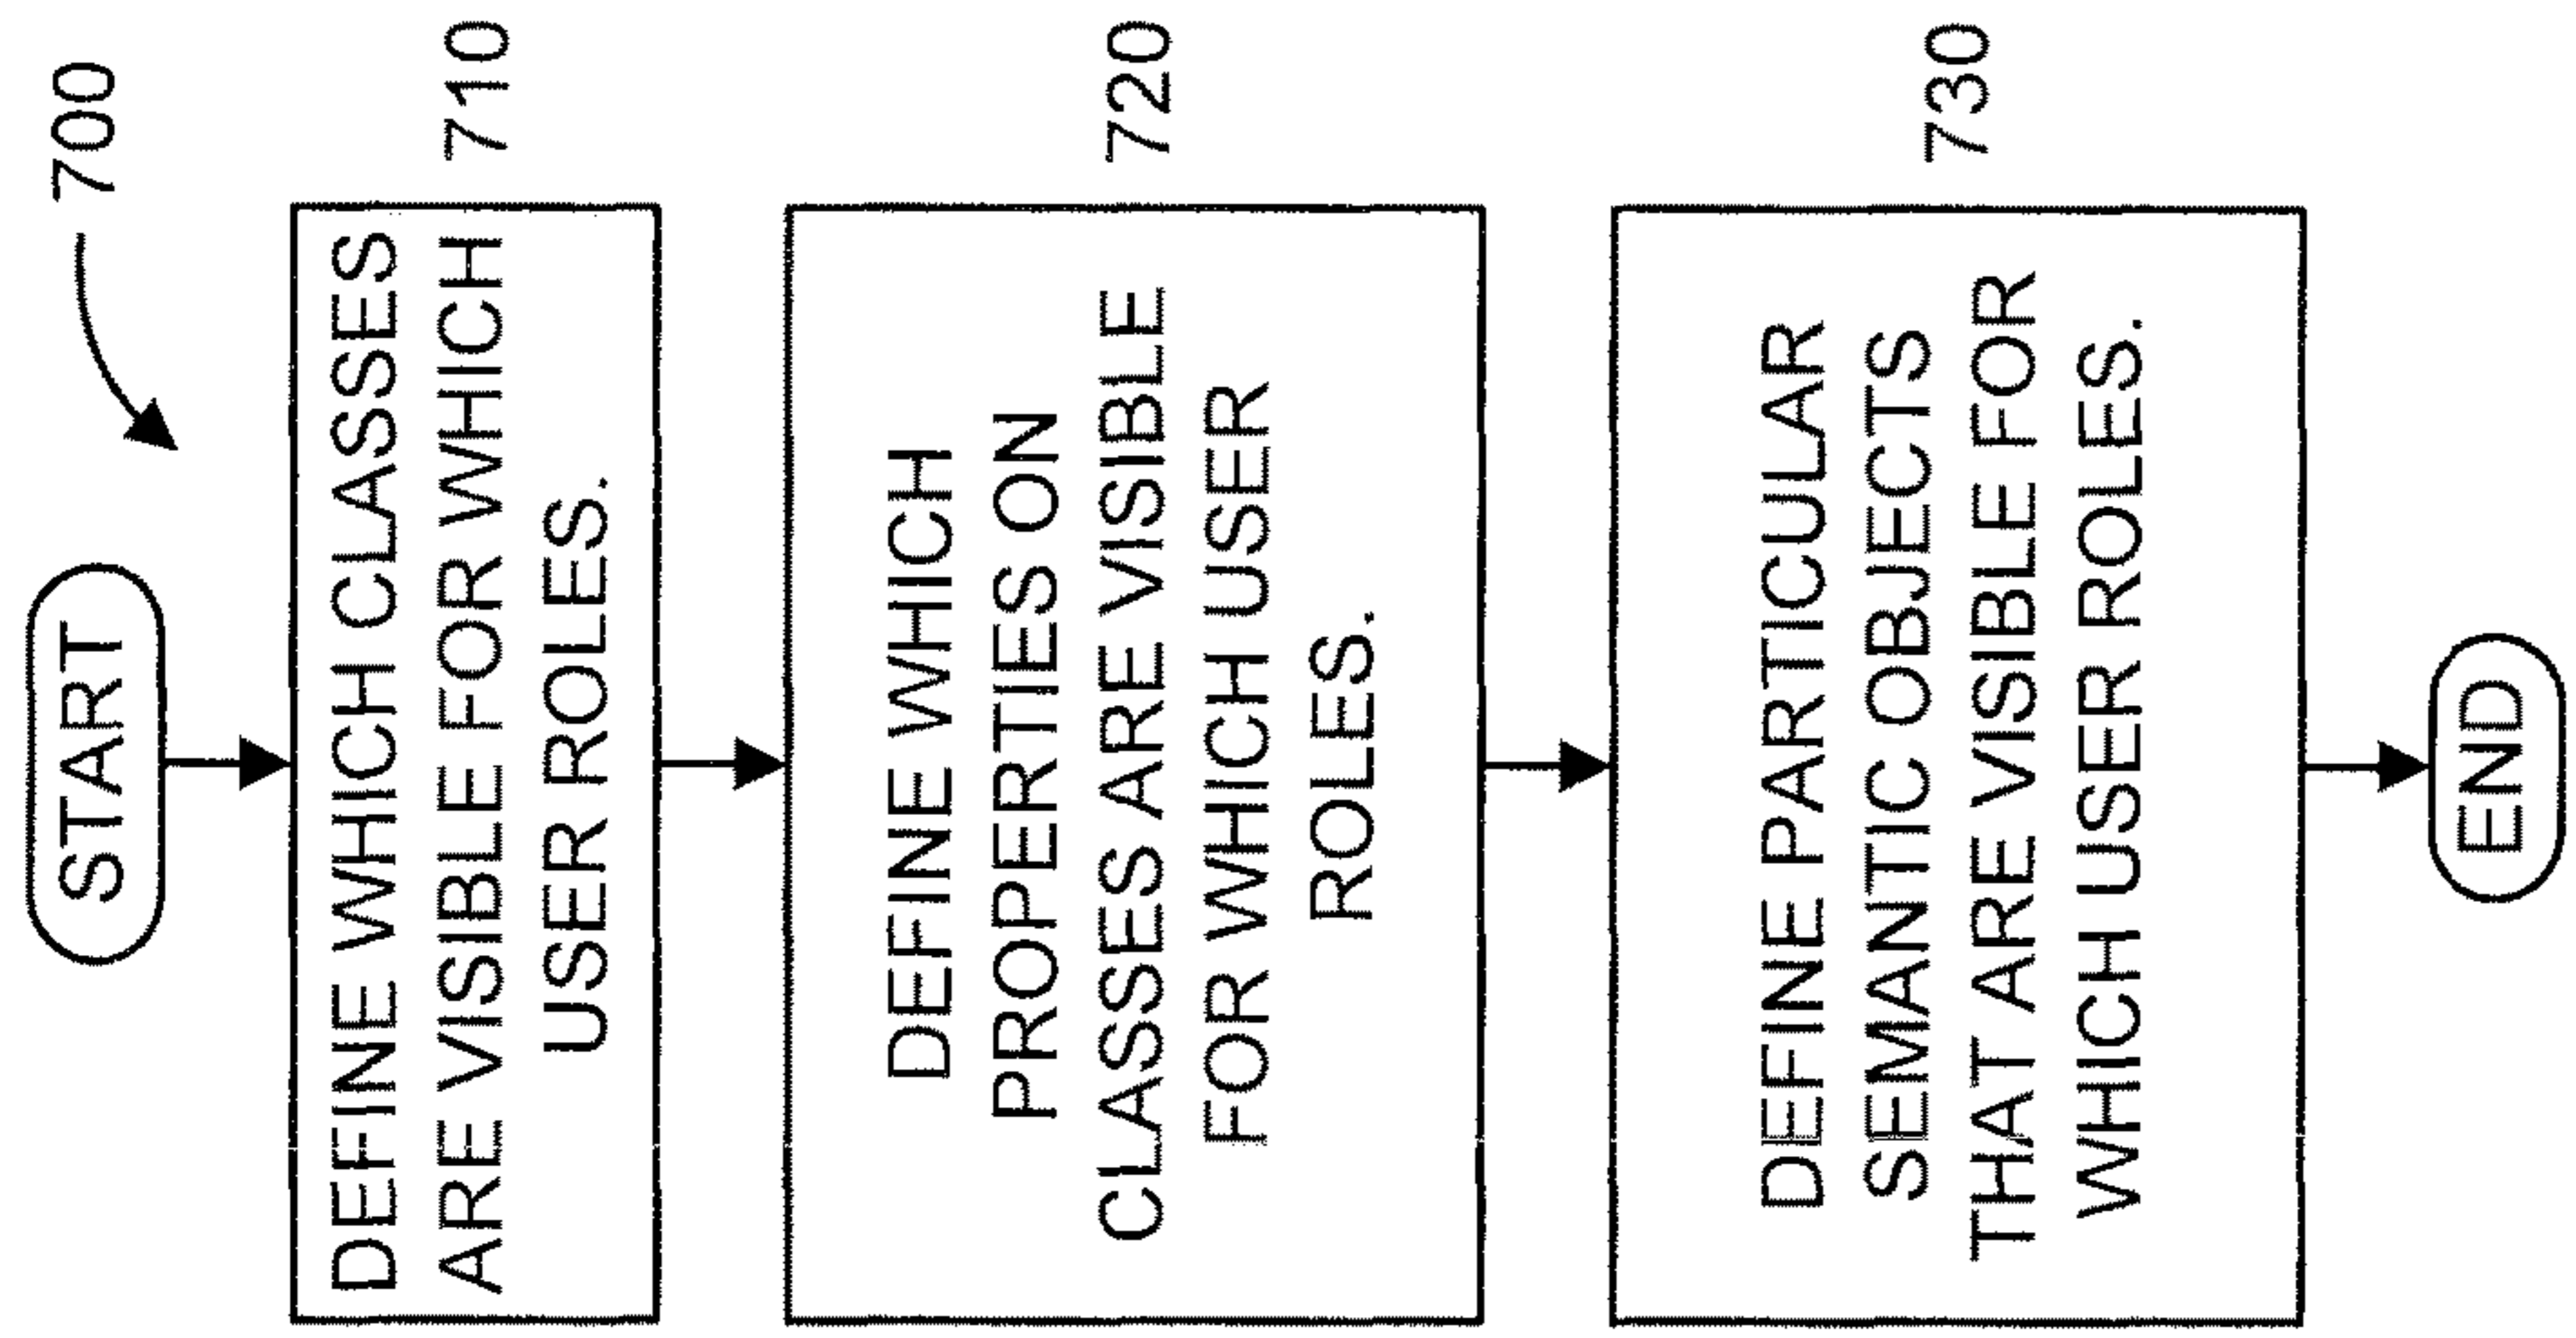 700
START
DEFINE WHICH CLASSES
ARE VISIBLE FOR WHICH
USER ROLES.
710
DEFINE WHICH
PROPERTIES ON
CLASSES ARE VISIBLE
FOR WHICH USER
ROLES.
720
DEFINE PARTICULAR
SEMANTIC OBJECTS
THAT ARE VISIBLE FOR
WHICH USER ROLES.
730
END